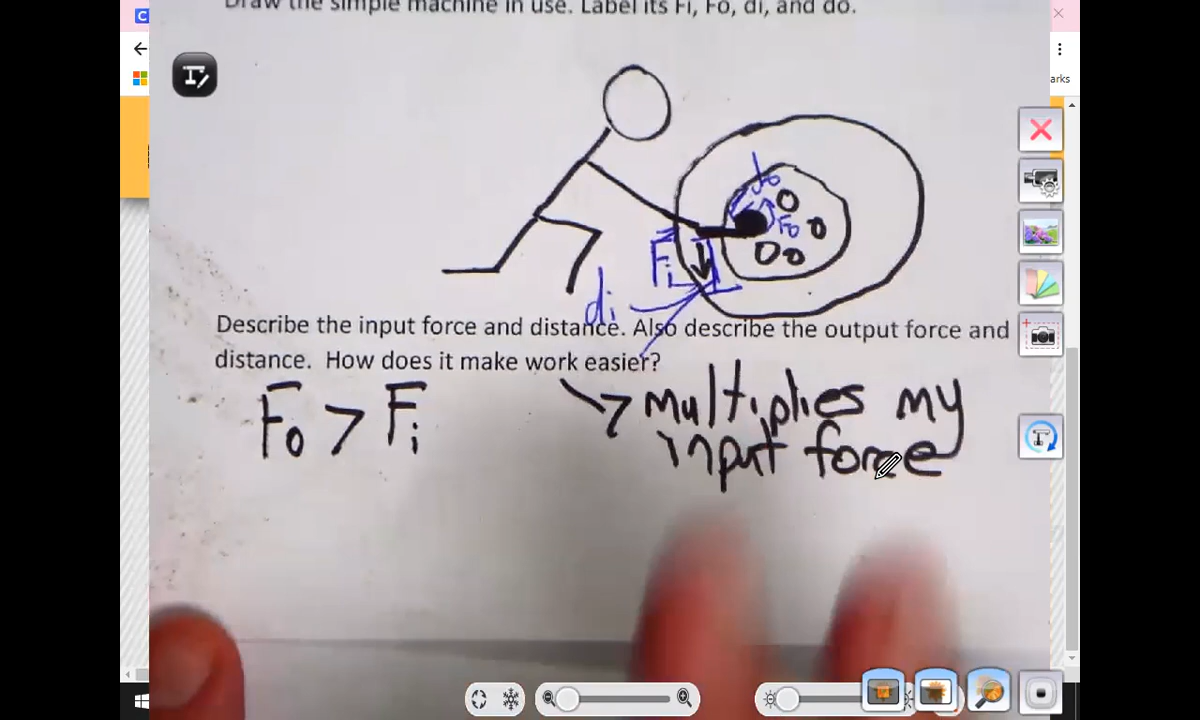 Draw the simple machine in use. Label its Fi, Fo, di, and do.
do
Fo
Fi
di
Describe the input force and distance. Also describe the output force and
distance. How does it make work easier?
Fo > Fi
multiplies my
input force
arks